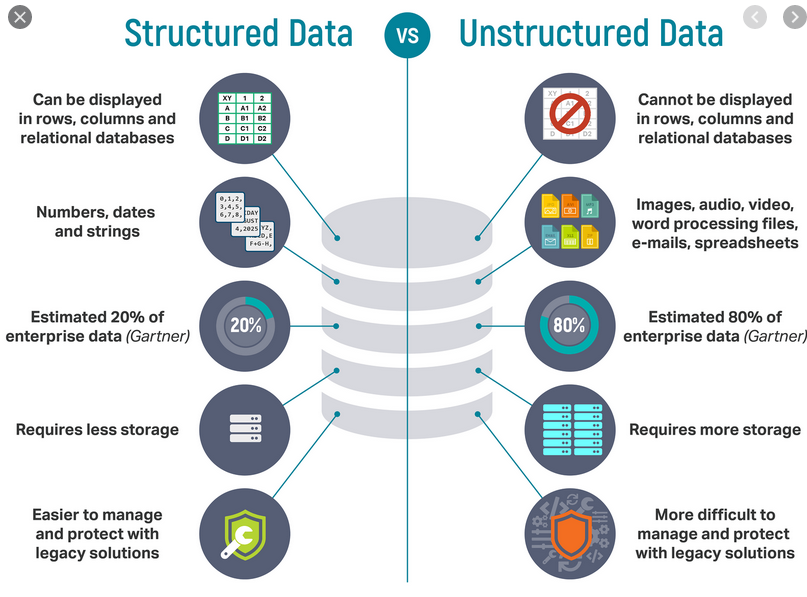 Structured Data
VS
Unstructured Data
Can be displayed
in rows, columns and
relational databases
XY 1 2
A A1 A2
B B1 B2
C C1 C2
D D1 D2
Cannot be displayed
in rows, columns and
relational databases
Numbers, dates
and strings
0,1,2,
3,4,5,
6,7,8,
4,2025
F+G-H,
Images, audio, video,
word processing files,
e-mails, spreadsheets
Estimated 20% of
enterprise data (Gartner)
20%
80%
Estimated 80% of
enterprise data (Gartner)
Requires less storage
Requires more storage
Easier to manage
and protect with
legacy solutions
More difficult to
manage and protect
with legacy solutions